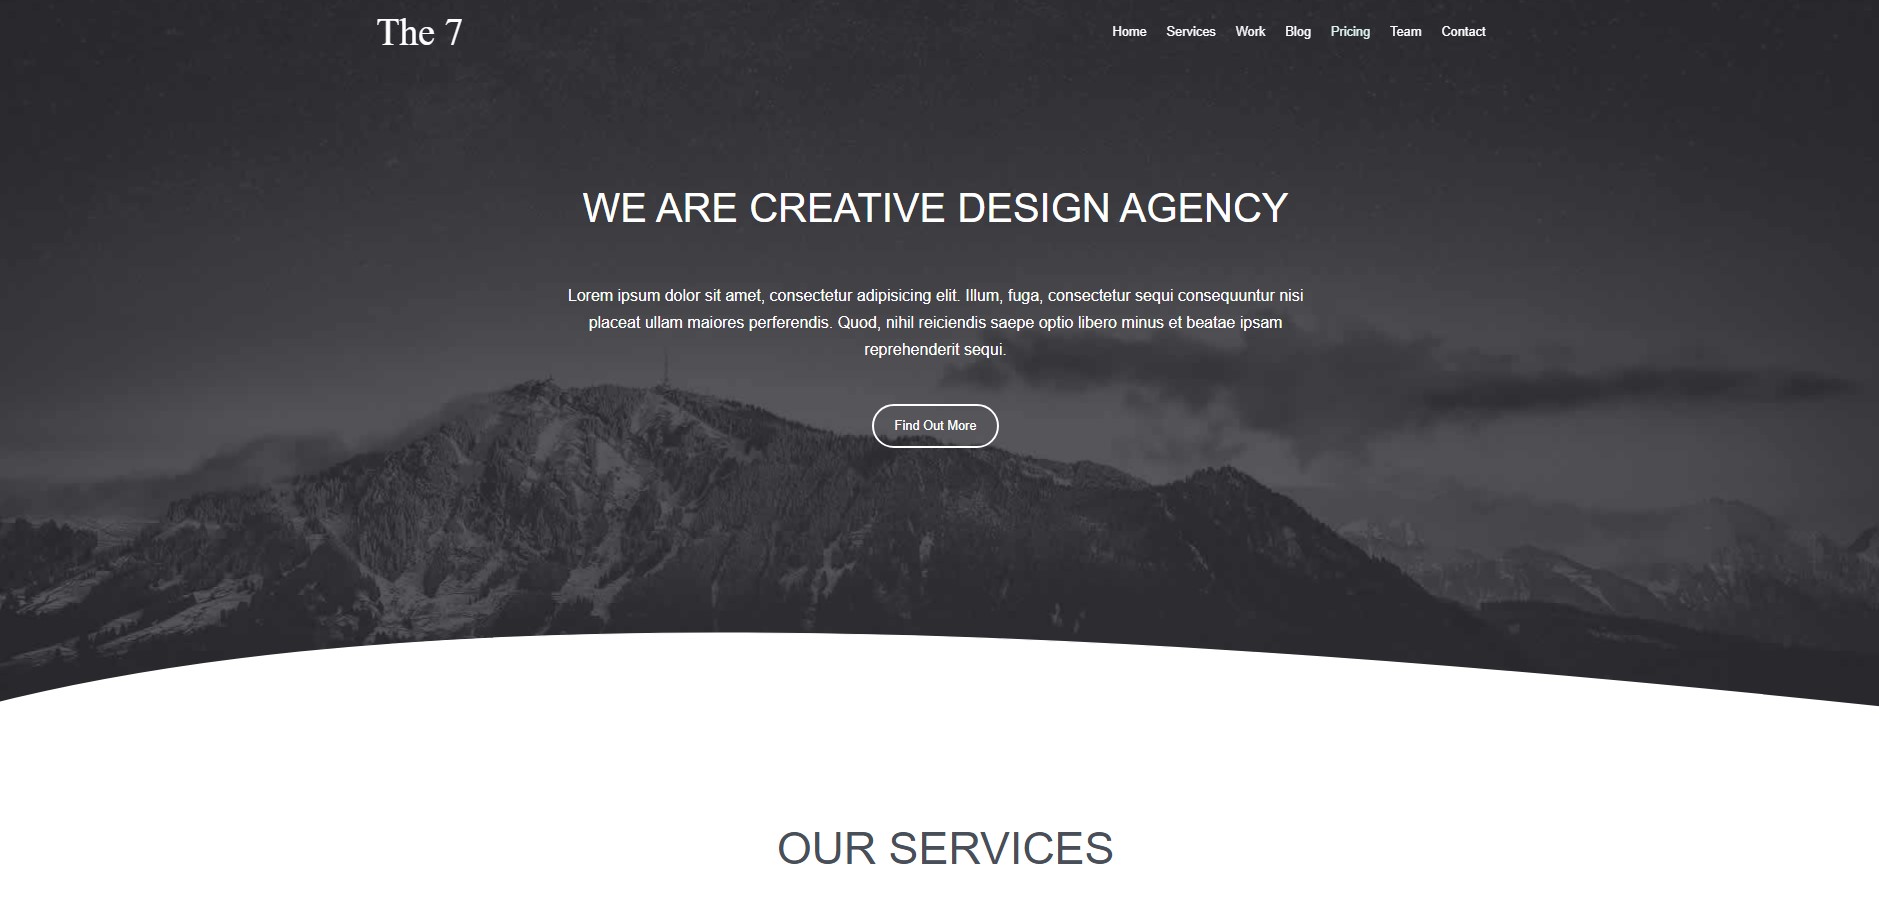 The 7
Home Services Work Blog Pricing Team Contact
WE ARE CREATIVE DESIGN AGENCY
Lorem ipsum dolor sit amet, consectetur adipisicing elit. Illum, fuga, consectetur sequi consequuntur nisi
placeat ullam maiores perferendis. Quod, nihil reiciendis saepe optio libero minus et beatae ipsam
reprehenderit sequi.
Find Out More
OUR SERVICES